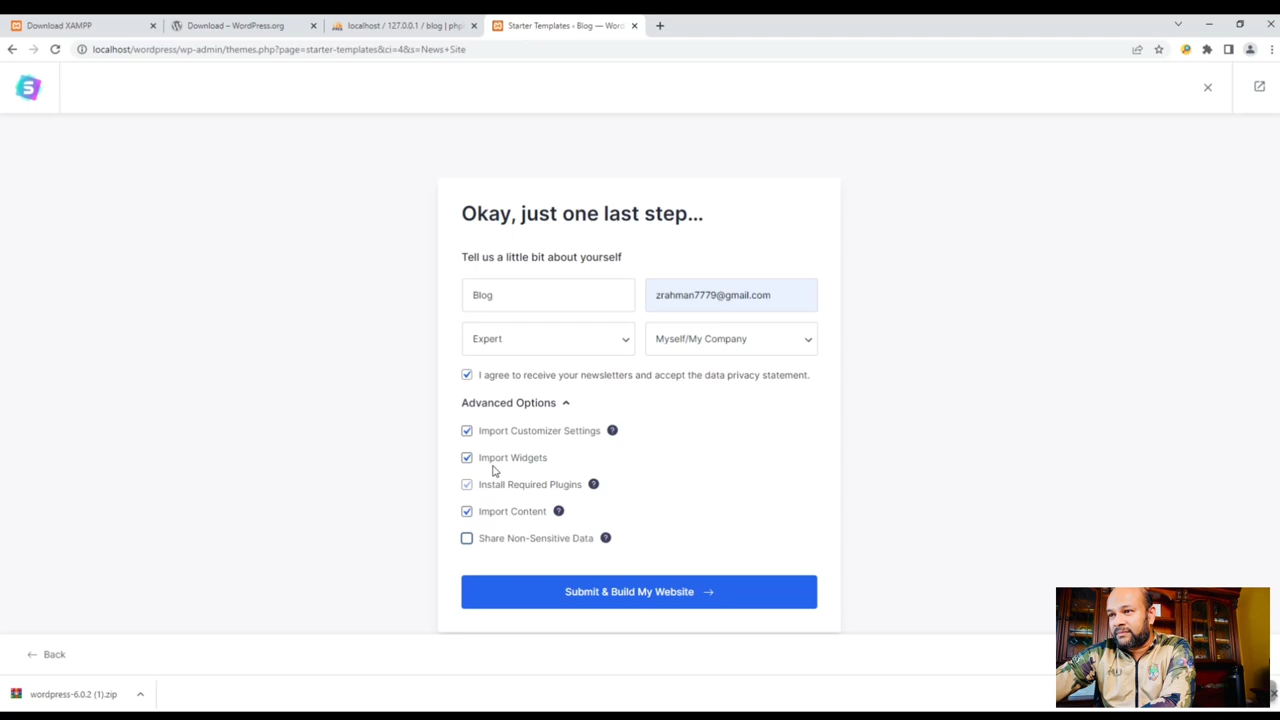 Download XAMPP
Download – WordPress.org
localhost / 127.0.0.1 / blog | php
Starter Templates ‹ Blog — Word
localhost/wordpress/wp-admin/themes.php?page=starter-templates&ci=4&s=News+Site
Okay, just one last step...
Tell us a little bit about yourself
Blog
zrahman7779@gmail.com
Expert
Myself/My Company
I agree to receive your newsletters and accept the data privacy statement.
Advanced Options
Import Customizer Settings ?
Import Widgets
Install Required Plugins ?
Import Content ?
Share Non-Sensitive Data ?
Submit & Build My Website →
← Back
wordpress-6.0.2 (1).zip